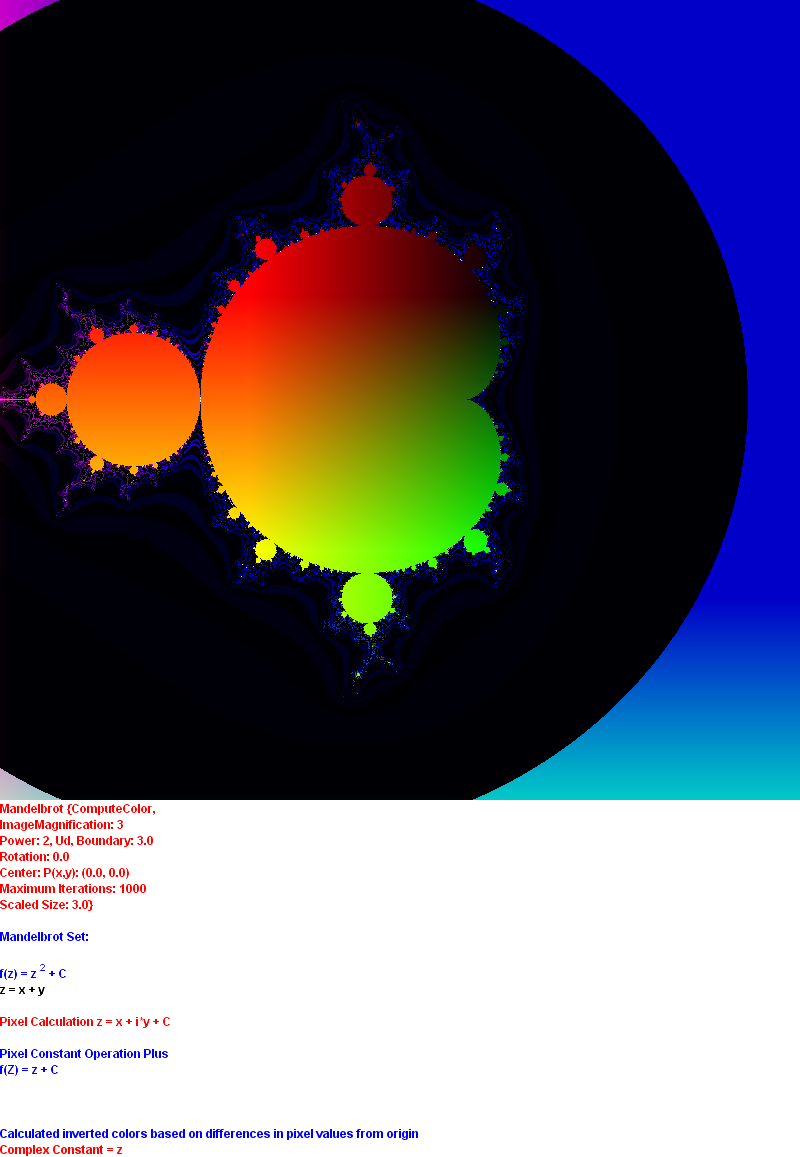 Mandelbrot {ComputeColor,
ImageMagnification: 3
Power: 2, Ud, Boundary: 3.0
Rotation: 0.0
Center: P(x,y): (0.0, 0.0)
Maximum Iterations: 1000
Scaled Size: 3.0}
Mandelbrot Set:
f(z) = z 2 + C
z = x + y
Pixel Calculation z = x + i*y + C
Pixel Constant Operation Plus
f(Z) = z + C
Calculated inverted colors based on differences in pixel values from origin
Complex Constant = z